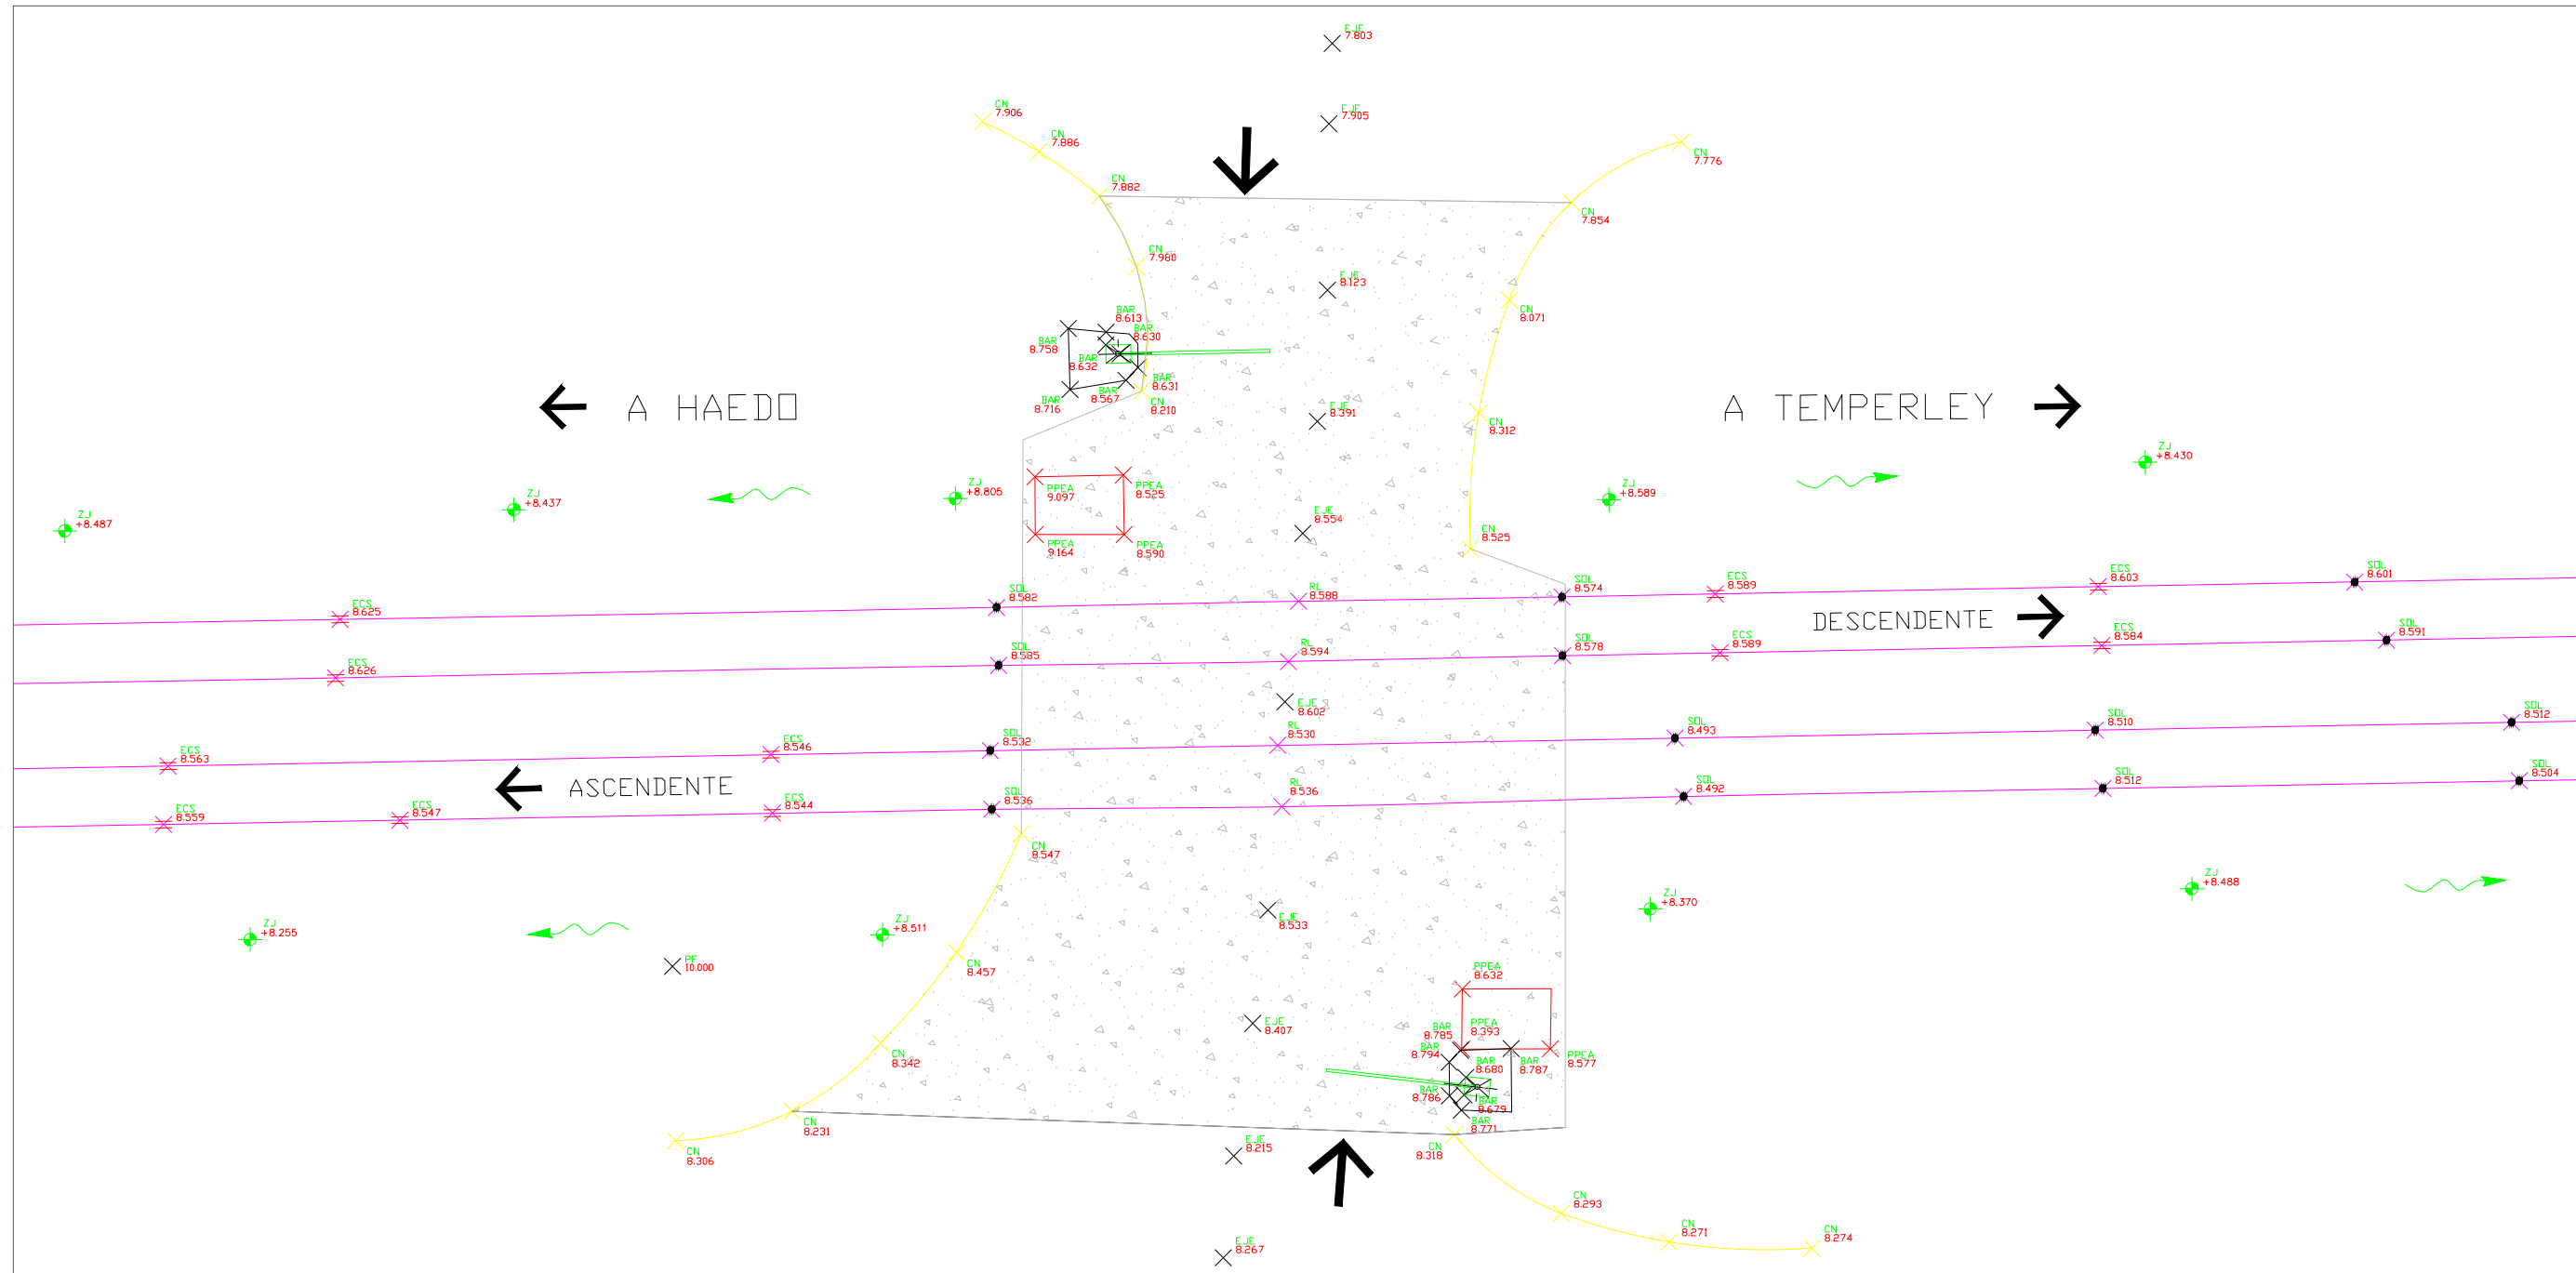 EJE
7.803
EJE
7.905
CN
7.906
CN
7.886
CN
7.882
CN
7.776
CN
7.854
CN
7.980
EJE
8.123
CN
8.071
BAR
8.613
BAR
8.630
BAR
8.758
BAR
8.632
BAR
8.631
BAR
8.567
BAR
8.716
CN
8.210
EJE
8.391
CN
8.312
A HAEDO
A TEMPERLEY
ZJ
+8.430
ZJ
+8.487
ZJ
+8.437
ZJ
+8.805
ZJ
+8.589
PPEA
9.097
PPEA
8.525
PPEA
9.164
PPEA
8.590
EJE
8.554
CN
8.525
ECS
8.625
SOL
8.582
RL
8.588
SOL
8.574
ECS
8.589
ECS
8.603
SOL
8.601
DESCENDENTE
ECS
8.626
SOL
8.585
RL
8.594
SOL
8.578
ECS
8.589
ECS
8.584
SOL
8.591
EJE
8.602
ECS
8.563
ECS
8.546
SOL
8.532
RL
8.530
SOL
8.493
SOL
8.510
SOL
8.512
ASCENDENTE
ECS
8.559
ECS
8.547
ECS
8.544
SOL
8.536
RL
8.536
SOL
8.492
SOL
8.512
SOL
8.504
CN
8.547
ZJ
+8.255
ZJ
+8.511
EJE
8.533
ZJ
+8.370
ZJ
+8.488
PF
10.000
CN
8.457
PPEA
8.632
EJE
8.407
BAR
8.785
PPEA
8.393
CN
8.342
BAR
8.794
BAR
8.680
BAR
8.787
PPEA
8.577
BAR
8.786
BAR
8.679
BAR
8.771
CN
8.231
CN
8.306
EJE
8.215
CN
8.318
CN
8.293
CN
8.271
CN
8.274
EJE
8.267